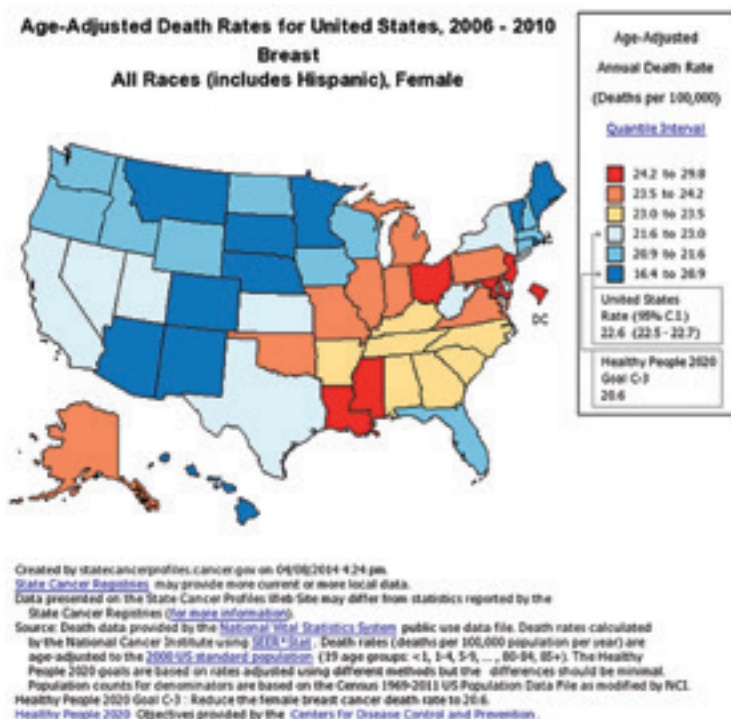 Age-Adjusted Death Rates for United States, 2006 - 2010
Breast
All Races (includes Hispanic), Female
Age-Adjusted
Annual Death Rate
(Deaths per 100,000)
Quantile Interval
24.2 to 29.8
23.5 to 24.2
23.0 to 23.5
21.6 to 23.0
20.9 to 21.6
16.4 to 20.9
United States
Rate (95% C.I.)
22.6 (22.5 - 22.7)
Healthy People 2020
Goal C-3
20.6
DC
Created by statecancerprofiles.cancer.gov on 04/08/2014 4:24 pm.
State Cancer Registries may provide more current or more local data.
Data presented on the State Cancer Profiles Web Site may differ from statistics reported by the
State Cancer Registries (for more information).
Source: Death data provided by the National Vital Statistics System public use data file. Death rates calculated
by the National Cancer Institute using SEER*Stat. Death rates (deaths per 100,000 population per year) are
age-adjusted to the 2000 US standard population (19 age groups: <1, 1-4, 5-9, ... , 80-84, 85+). The Healthy
People 2020 goals are based on rates adjusted using different methods but the differences should be minimal.
Population counts for denominators are based on the Census 1969-2011 US Population Data File as modified by NCI.
Healthy People 2020 Goal C-3 : Reduce the female breast cancer death rate to 20.6.
Healthy People 2020 Objectives provided by the Centers for Disease Control and Prevention.